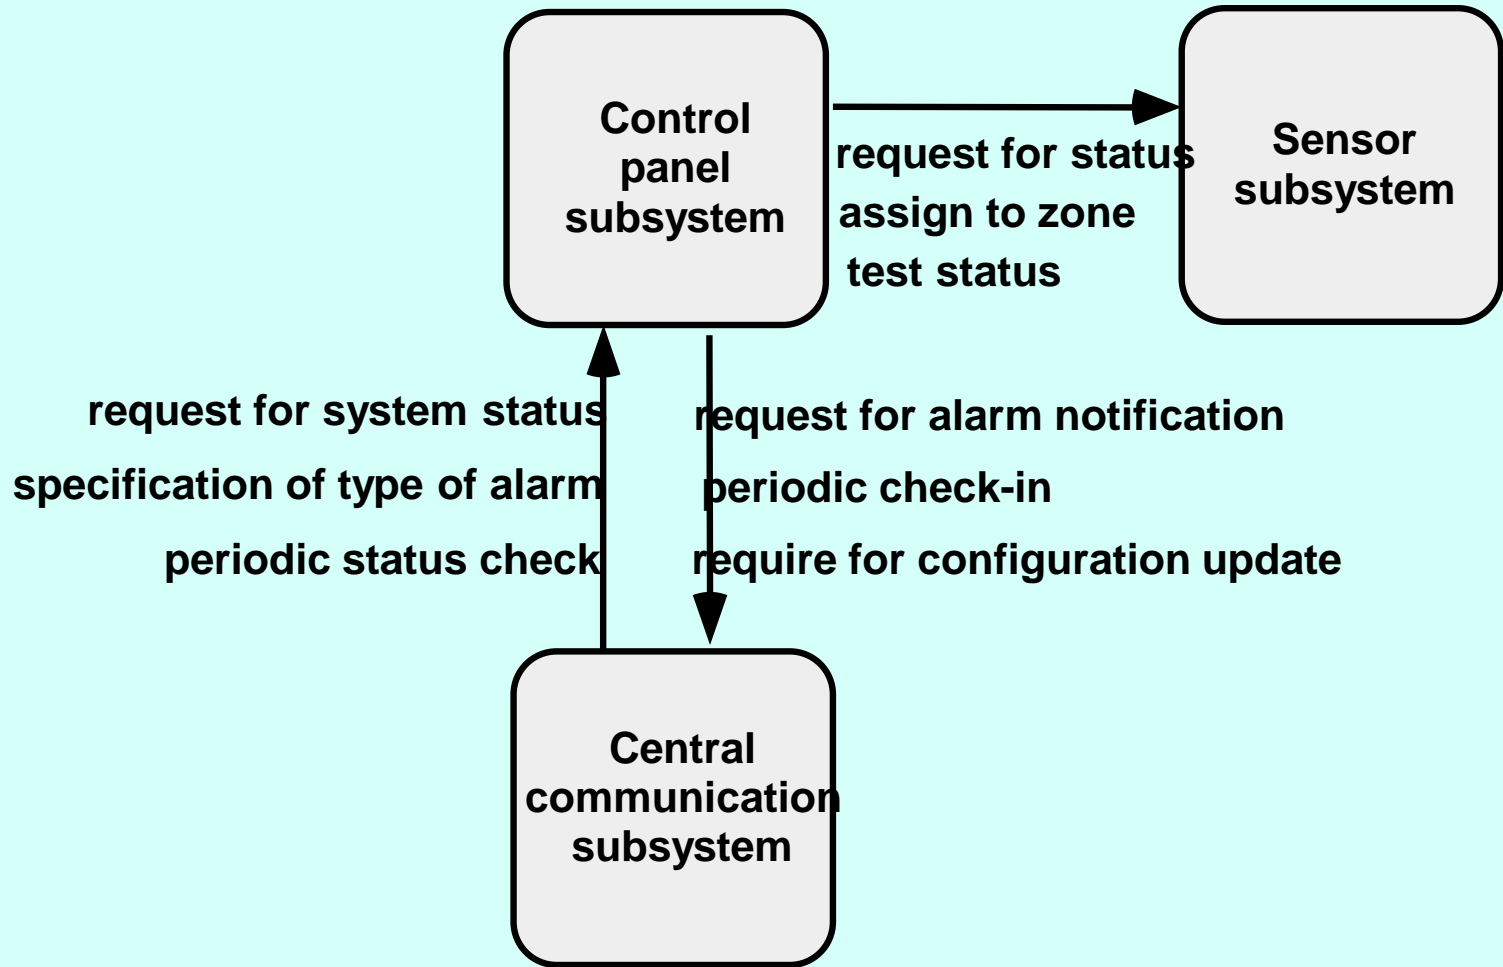 Control
panel
subsystem
request for status
assign to zone
test status
Sensor
subsystem
request for system status
specification of type of alarm
periodic status check
request for alarm notification
periodic check-in
require for configuration update
Central
communication
subsystem